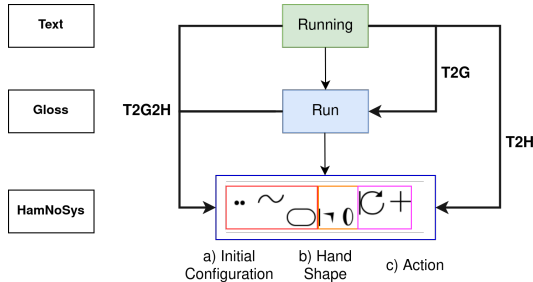 Text
Running
T2G
Gloss
T2G2H
Run
T2H
HamNoSys
a) Initial
Configuration
b) Hand
Shape
c) Action